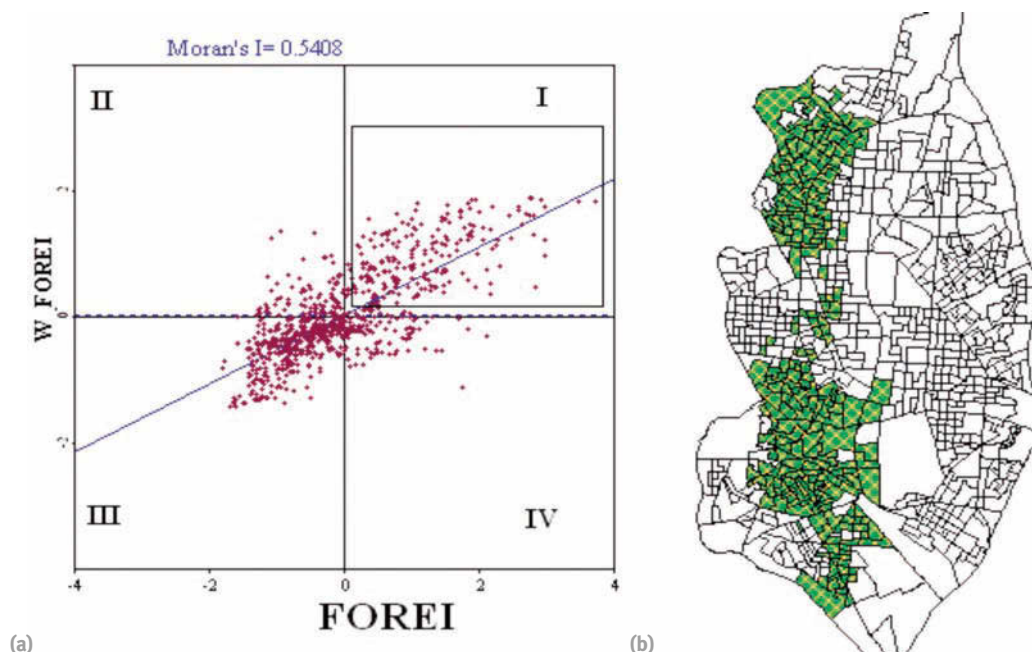 Moran's I= 0.5408
II
I
2
W_FOREI
0
-2
III
IV
-4
-2
0
2
4
FOREI
(a)
(b)